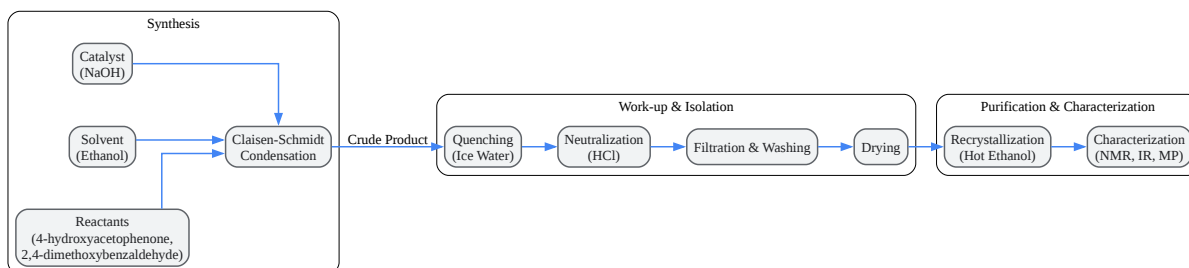 Synthesis
Catalyst
(NaOH)
Solvent
(Ethanol)
Reactants
(4-hydroxyacetophenone,
2,4-dimethoxybenzaldehyde)
Claisen-Schmidt
Condensation
Crude Product
Work-up & Isolation
Quenching
(Ice Water)
Neutralization
(HCl)
Filtration & Washing
Drying
Purification & Characterization
Recrystallization
(Hot Ethanol)
Characterization
(NMR, IR, MP)